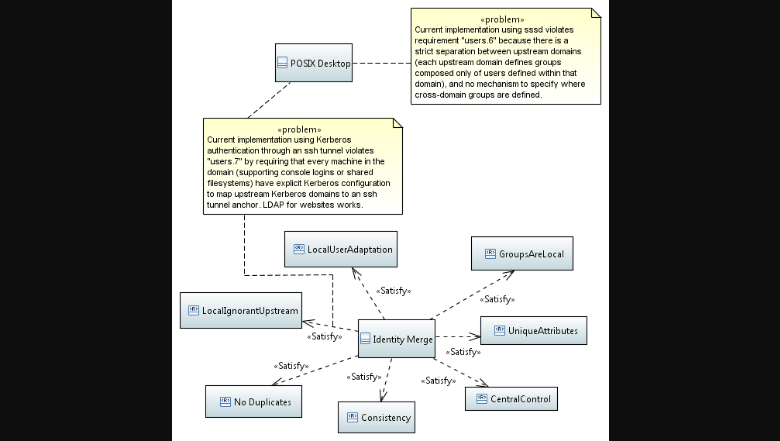 «problem»
Current implementation using sssd violates
requirement "users.6" because there is a
strict separation between upstream domains
(each upstream domain defines groups
composed only of users defined within that
domain), and no mechanism to specify where
cross-domain groups are defined.
POSIX Desktop
«problem»
Current implementation using Kerberos
authentication through an ssh tunnel violates
"users.7" by requiring that every machine in the
domain (supporting console logins or shared
filesystems) have explicit Kerberos configuration
to map upstream Kerberos domains to an ssh
tunnel anchor. LDAP for websites works.
LocalUserAdaptation
GroupsAreLocal
«Satisfy»
«Satisfy»
LocalIgnorantUpstream
UniqueAttributes
«Satisfy»
Identity Merge
«Satisfy»
«Satisfy»
«Satisfy»
«Satisfy»
No Duplicates
Consistency
CentralControl